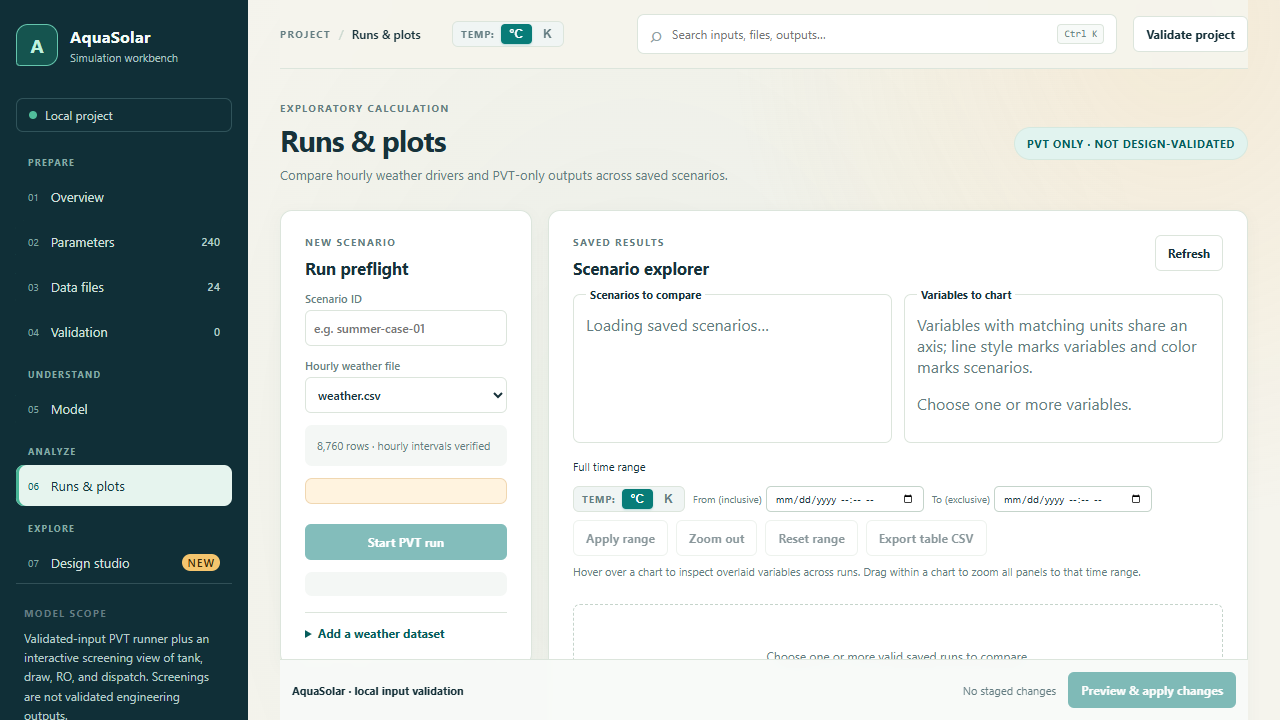 A
AquaSolar
Simulation workbench
Local project
PREPARE
01 Overview
02 Parameters 240
03 Data files 24
04 Validation 0
UNDERSTAND
05 Model
ANALYZE
06 Runs & plots
EXPLORE
07 Design studio NEW
MODEL SCOPE
Validated-input PVT runner plus an
interactive screening view of tank,
draw, RO, and dispatch. Screenings
are not validated engineering
outputs.
PROJECT / Runs & plots TEMP: °C K
Search inputs, files, outputs... Ctrl K
Validate project
EXPLORATORY CALCULATION
Runs & plots
PVT ONLY · NOT DESIGN-VALIDATED
Compare hourly weather drivers and PVT-only outputs across saved scenarios.
NEW SCENARIO
Run preflight
Scenario ID
e.g. summer-case-01
Hourly weather file
weather.csv
8,760 rows · hourly intervals verified
Start PVT run
Add a weather dataset
SAVED RESULTS
Scenario explorer
Refresh
Scenarios to compare
Loading saved scenarios...
Variables to chart
Variables with matching units share an
axis; line style marks variables and color
marks scenarios.
Choose one or more variables.
Full time range
TEMP: °C K From (inclusive) mm/dd/yyyy --:-- -- To (exclusive) mm/dd/yyyy --:-- --
Apply range Zoom out Reset range Export table CSV
Hover over a chart to inspect overlaid variables across runs. Drag within a chart to zoom all panels to that time range.
Choose one or more valid saved runs to compare.
AquaSolar · local input validation
No staged changes
Preview & apply changes